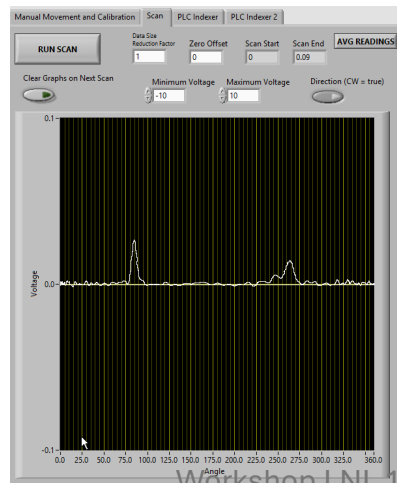 Manual Movement and Calibration Scan PLC Indexer PLC Indexer 2
RUN SCAN
Data Size
Reduction Factor
1
Zero Offset
0
Scan Start
0
Scan End
0.09
AVG READINGS
Clear Graphs on Next Scan
Minimum Voltage
-10
Maximum Voltage
10
Direction (CW = true)
0.1
0.0
-0.1
Voltage
0.0 25.0 50.0 75.0 100.0 125.0 150.0 175.0 200.0 225.0 250.0 275.0 300.0 325.0 360.0
Angle
Workshop LNL 1